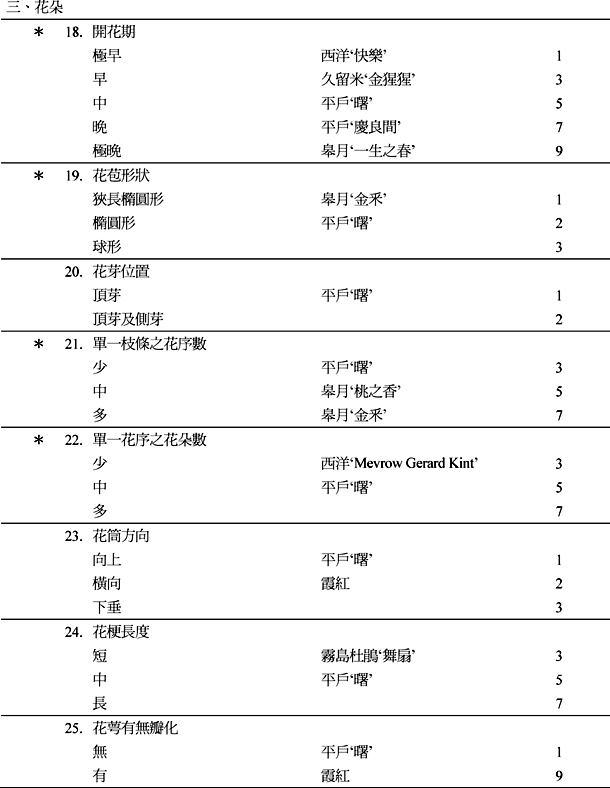 三、花朵
＊ 18. 開花期
極早 西洋‘快樂’ 1
早 久留米‘金猩猩’ 3
中 平戶‘曙’ 5
晚 平戶‘慶良間’ 7
極晚 皋月‘一生之春’ 9
＊ 19. 花苞形狀
狹長橢圓形 皋月‘金釆’ 1
橢圓形 平戶‘曙’ 2
球形 3
20. 花芽位置
頂芽 平戶‘曙’ 1
頂芽及側芽 2
＊ 21. 單一枝條之花序數
少 平戶‘曙’ 3
中 皋月‘桃之香’ 5
多 皋月‘金釆’ 7
＊ 22. 單一花序之花朵數
少 西洋‘Mevrow Gerard Kint’ 3
中 平戶‘曙’ 5
多 7
23. 花筒方向
向上 平戶‘曙’ 1
橫向 霞紅 2
下垂 3
24. 花梗長度
短 霧島杜鵑‘舞扇’ 3
中 平戶‘曙’ 5
長 7
25. 花萼有無瓣化
無 平戶‘曙’ 1
有 霞紅 9